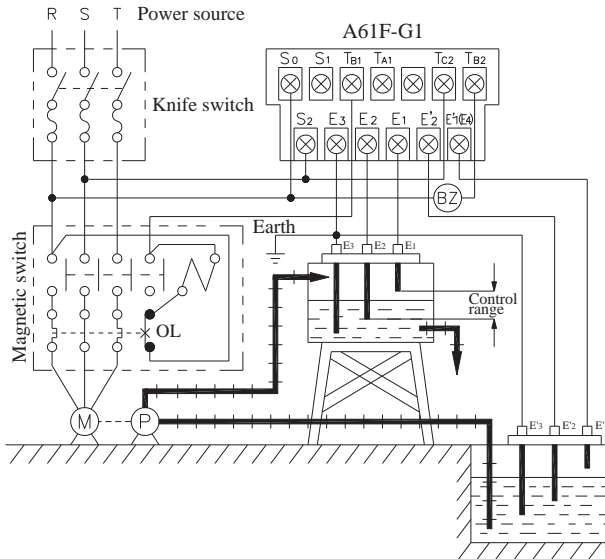 R S T Power source
A61F-G1
S0 S1 TB1 TA1 TC2 TB2
Knife switch
S2 E3 E2 E1 E'2 E'1(E4)
BZ
Earth
E3 E2 E1
Magnetic switch
Control
range
OL
M P
E'3 E'2 E'